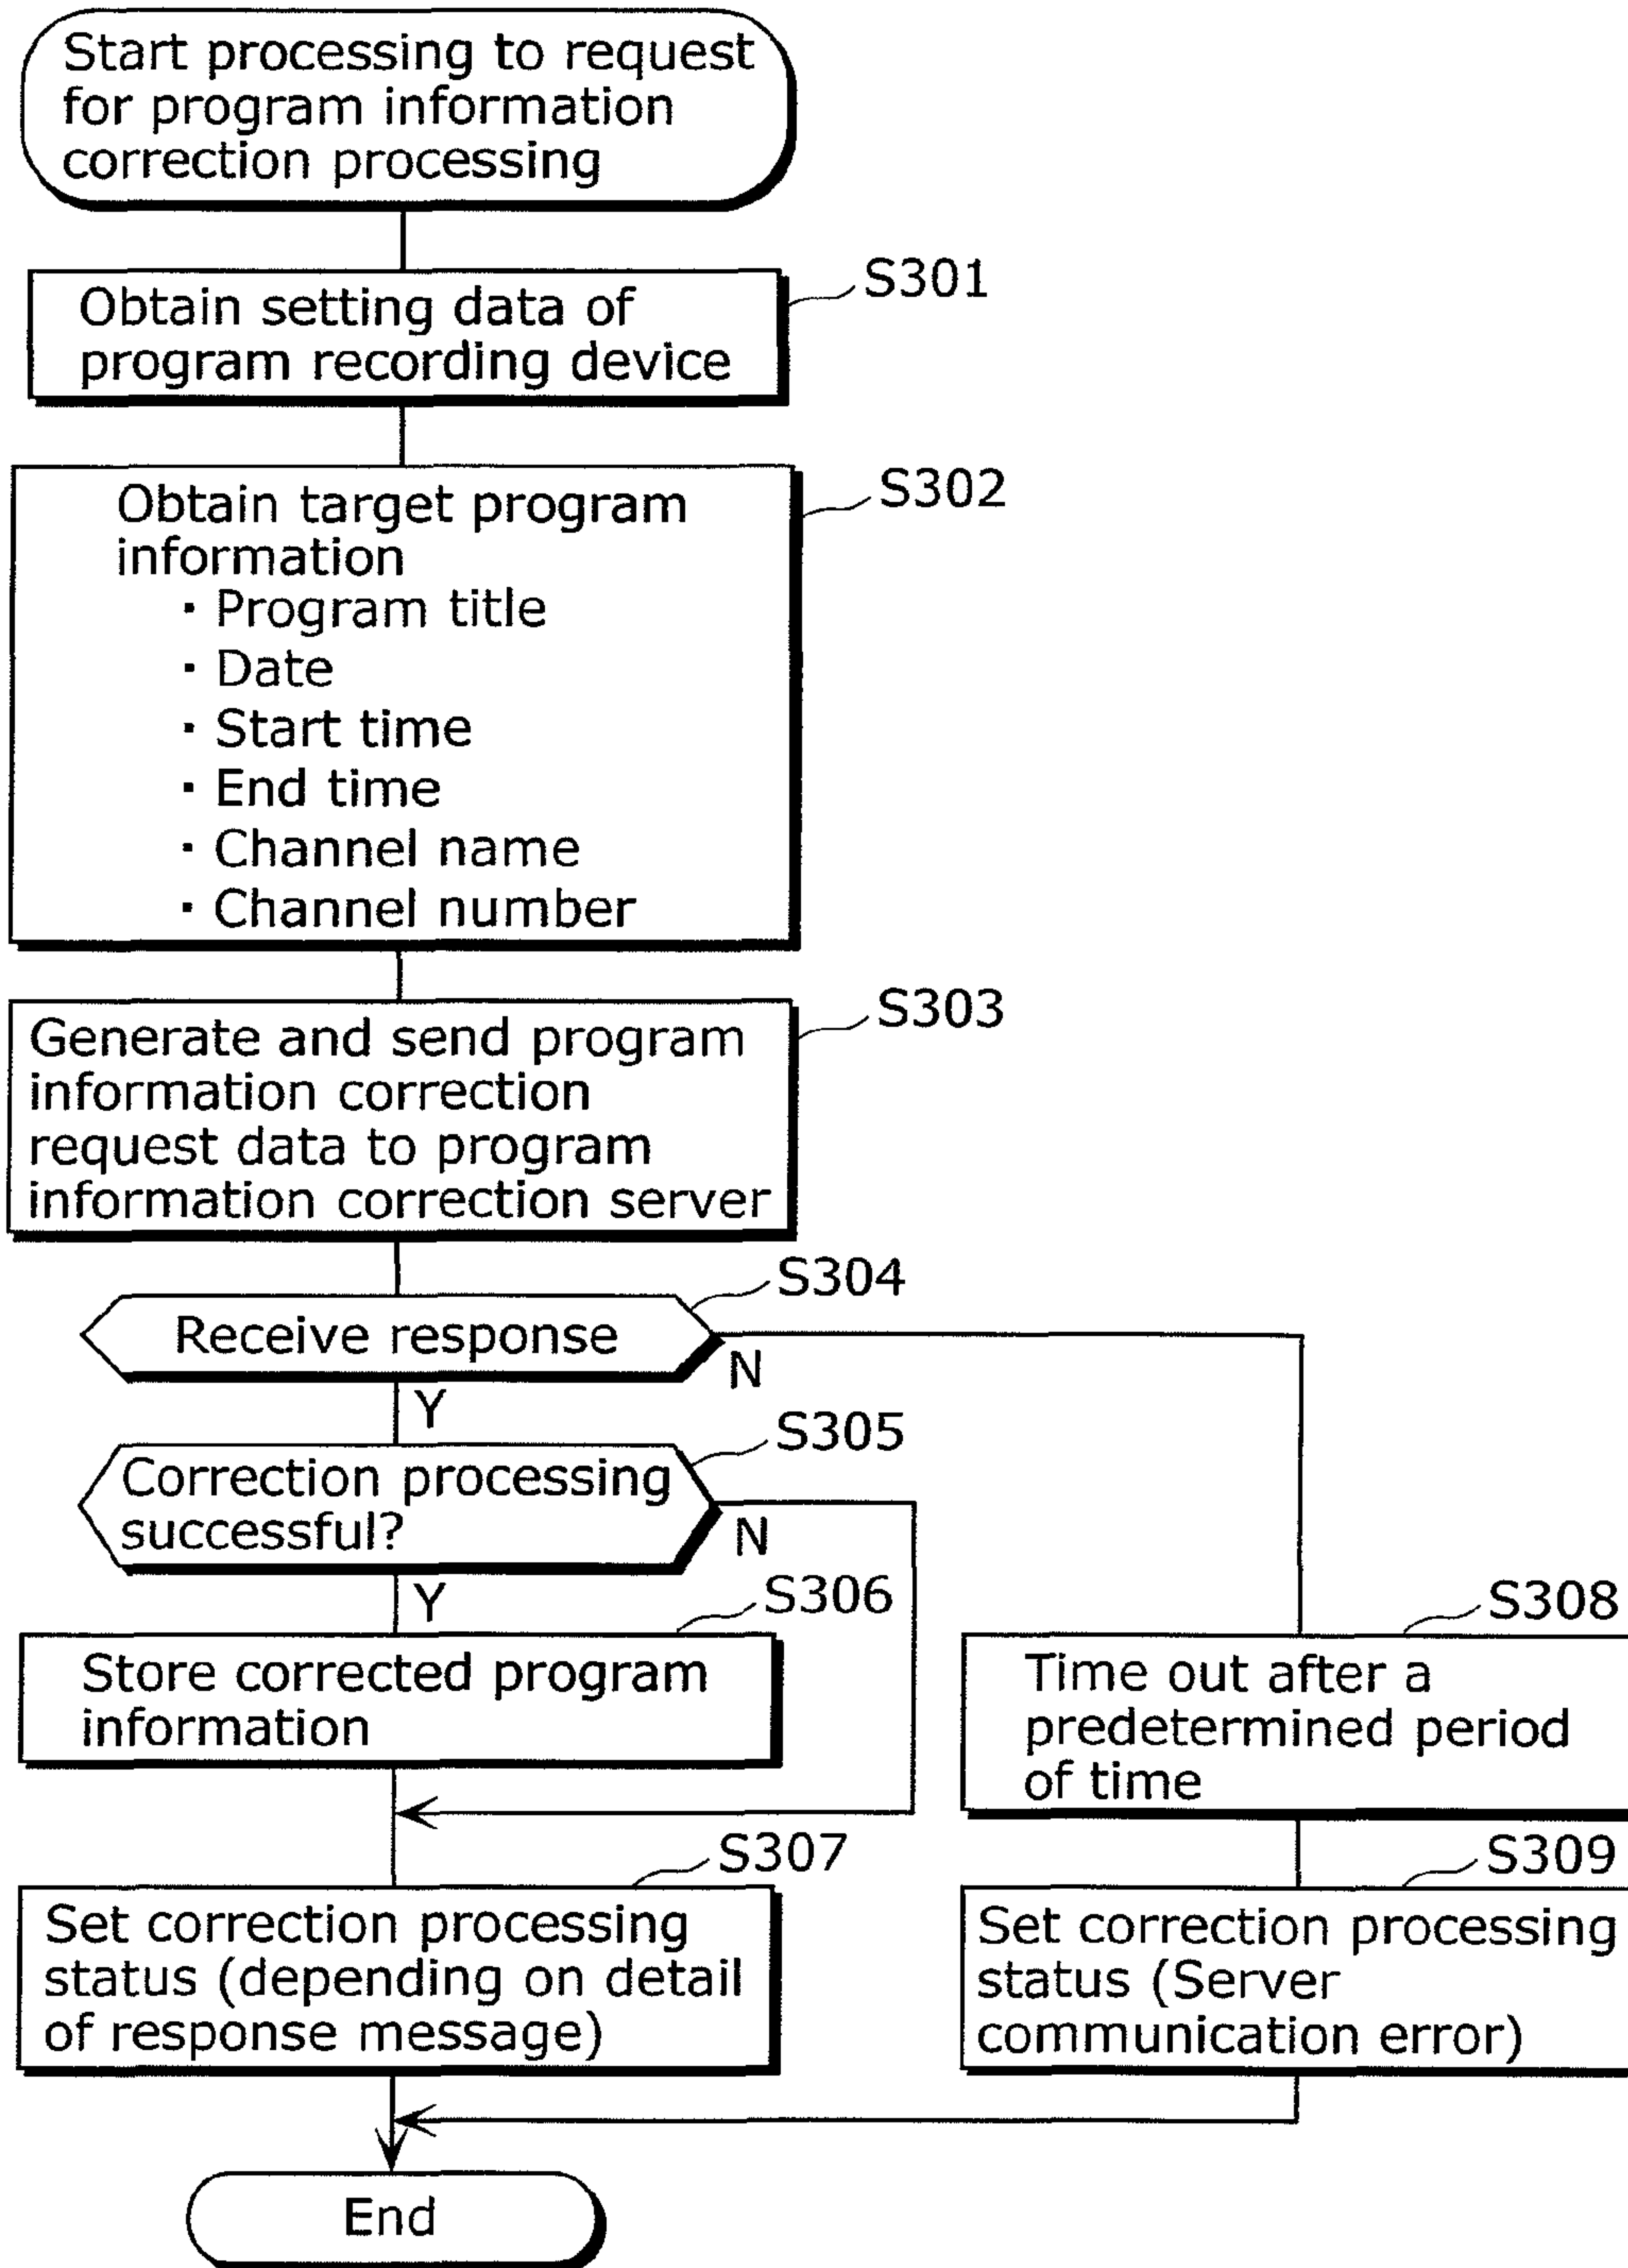 Start processing to request
for program information
correction processing
S301
Obtain setting data of
program recording device
S302
Obtain target program
information
· Program title
· Date
· Start time
· End time
· Channel name
· Channel number
S303
Generate and send program
information correction
request data to program
information correction server
S304
Receive response
N
Y
S305
Correction processing
successful?
N
Y
S306
Store corrected program
information
S308
Time out after a
predetermined period
of time
S307
Set correction processing
status (depending on detail
of response message)
S309
Set correction processing
status (Server
communication error)
End